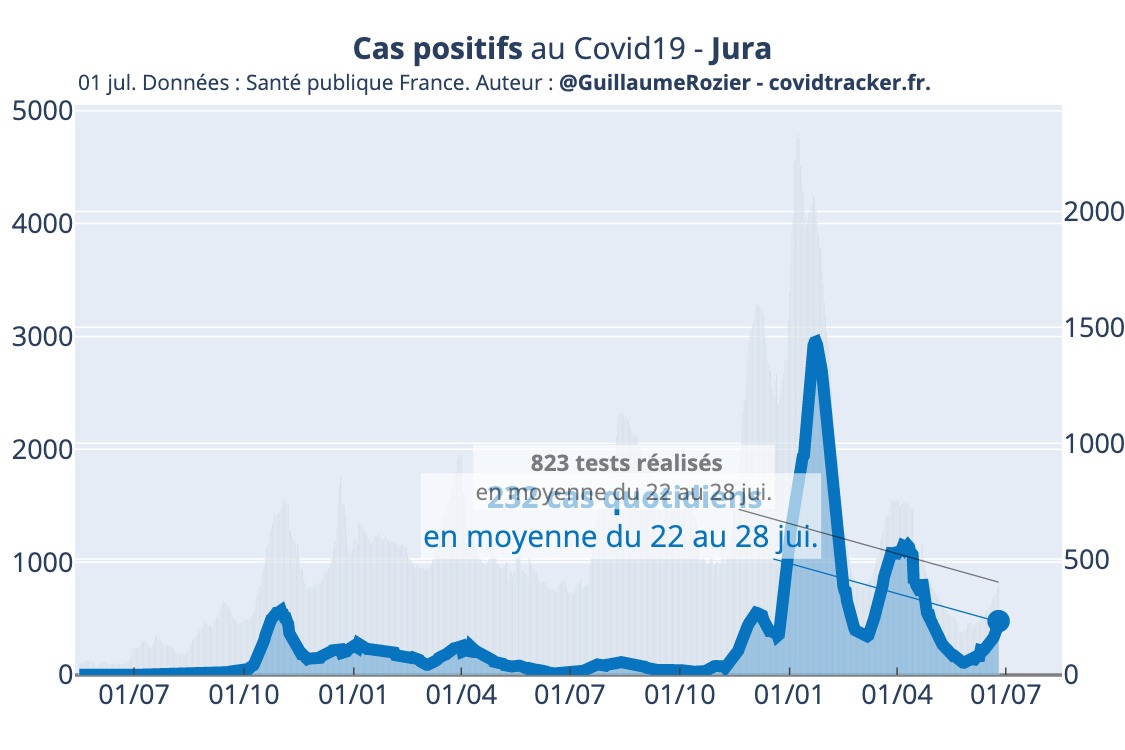 Cas positifs au Covid19 - Jura
01 jul. Données : Santé publique France. Auteur : @GuillaumeRozier - covidtracker.fr.
5000
4000
3000
2000
1000
0
2000
1500
1000
500
0
823 tests réalisés
en moyenne du 22 au 28 jui.
232 cas quotidiens
en moyenne du 22 au 28 jui.
01/07 01/10 01/01 01/04 01/07 01/10 01/01 01/04 01/07